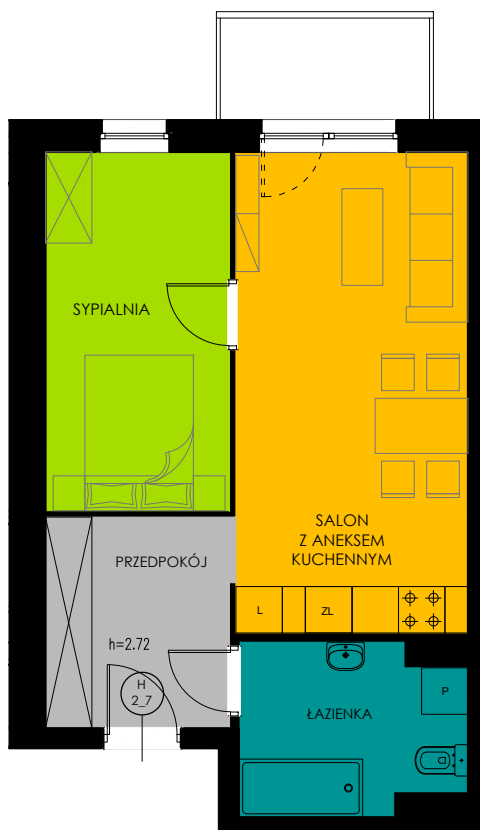 SYPIALNIA
SALON
Z ANEKSEM
KUCHENNYM
PRZEDPOKÓJ
L
ZL
h=2.72
H
2_7
P
ŁAZIENKA